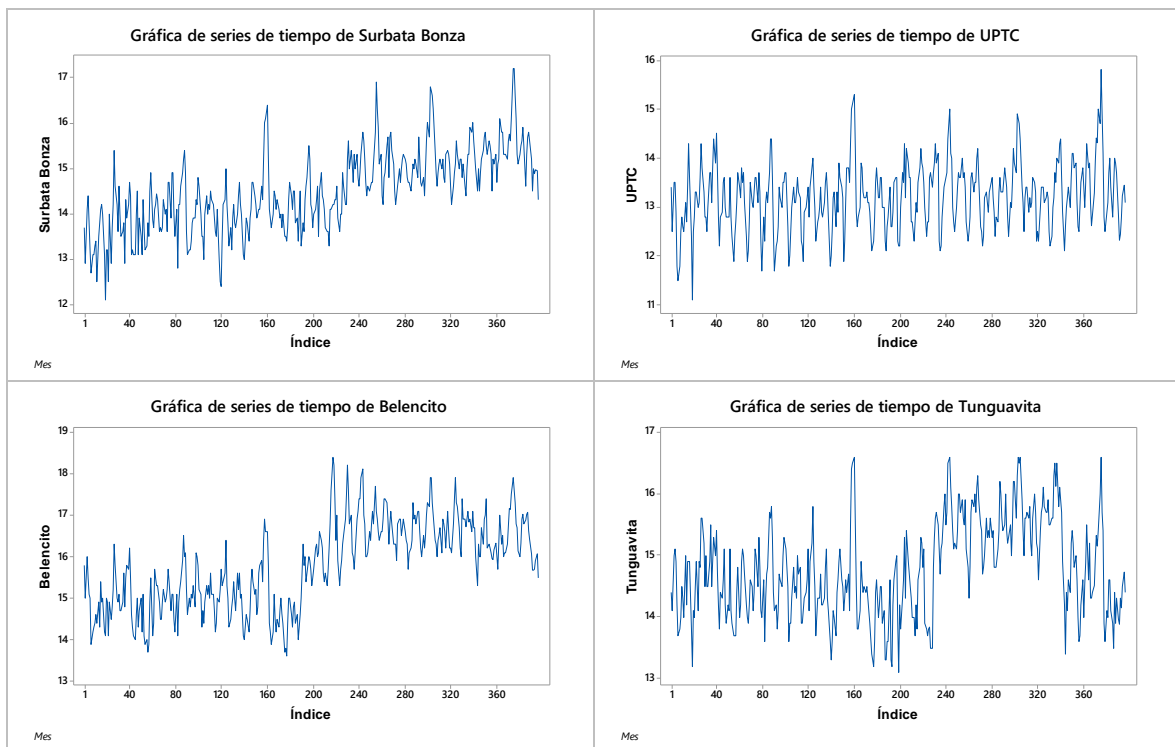 Gráfica de series de tiempo de Surbata Bonza
17
16
15
14
13
12
Surbata Bonza
1 40 80 120 160 200 240 280 320 360
Índice
Mes
Gráfica de series de tiempo de UPTC
16
15
14
13
12
11
UPTC
1 40 80 120 160 200 240 280 320 360
Índice
Mes
Gráfica de series de tiempo de Belencito
19
18
17
16
15
14
13
Belencito
1 40 80 120 160 200 240 280 320 360
Índice
Mes
Gráfica de series de tiempo de Tunguavita
17
16
15
14
13
Tunguavita
1 40 80 120 160 200 240 280 320 360
Índice
Mes